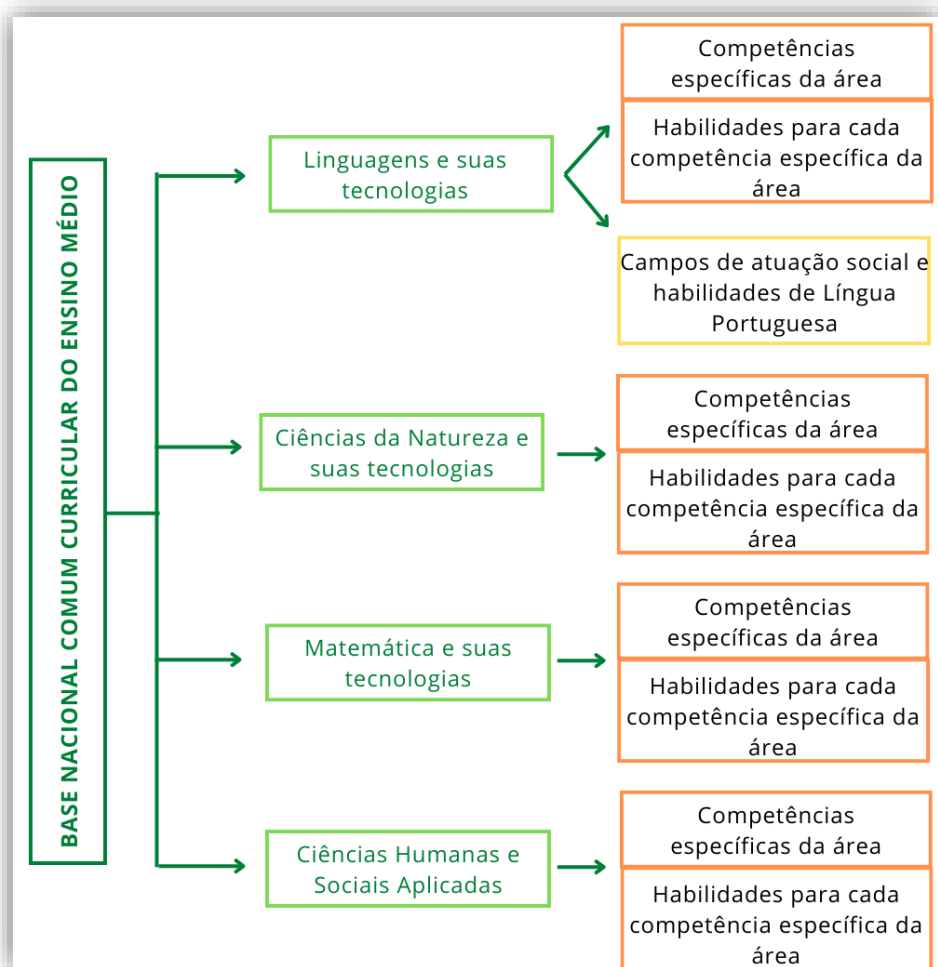 BASE NACIONAL COMUM CURRICULAR DO ENSINO MÉDIO
Linguagens e suas
tecnologias
Competências
específicas da área
Habilidades para cada
competência específica da
área
Campos de atuação social e
habilidades de Língua
Portuguesa
Ciências da Natureza e
suas tecnologias
Competências
específicas da área
Habilidades para cada
competência específica da
área
Matemática e suas
tecnologias
Competências
específicas da área
Habilidades para cada
competência específica da
área
Ciências Humanas e
Sociais Aplicadas
Competências
específicas da área
Habilidades para cada
competência específica da
área